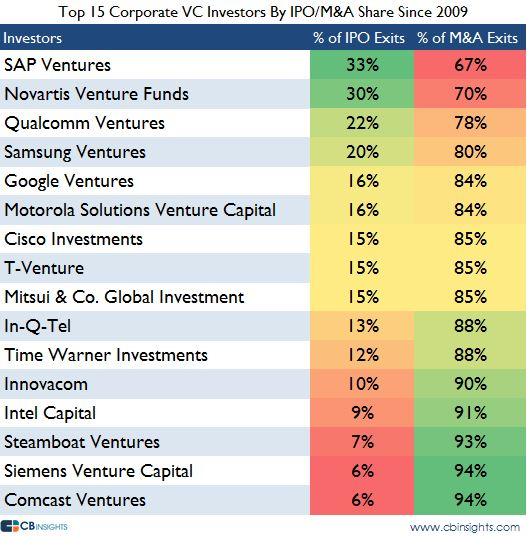 Top 15 Corporate VC Investors By IPO/M&A Share Since 2009
Investors % of IPO Exits % of M&A Exits
SAP Ventures 33% 67%
Novartis Venture Funds 30% 70%
Qualcomm Ventures 22% 78%
Samsung Ventures 20% 80%
Google Ventures 16% 84%
Motorola Solutions Venture Capital 16% 84%
Cisco Investments 15% 85%
T-Venture 15% 85%
Mitsui & Co. Global Investment 15% 85%
In-Q-Tel 13% 88%
Time Warner Investments 12% 88%
Innovacom 10% 90%
Intel Capital 9% 91%
Steamboat Ventures 7% 93%
Siemens Venture Capital 6% 94%
Comcast Ventures 6% 94%
CBINSIGHTS www.cbinsights.com